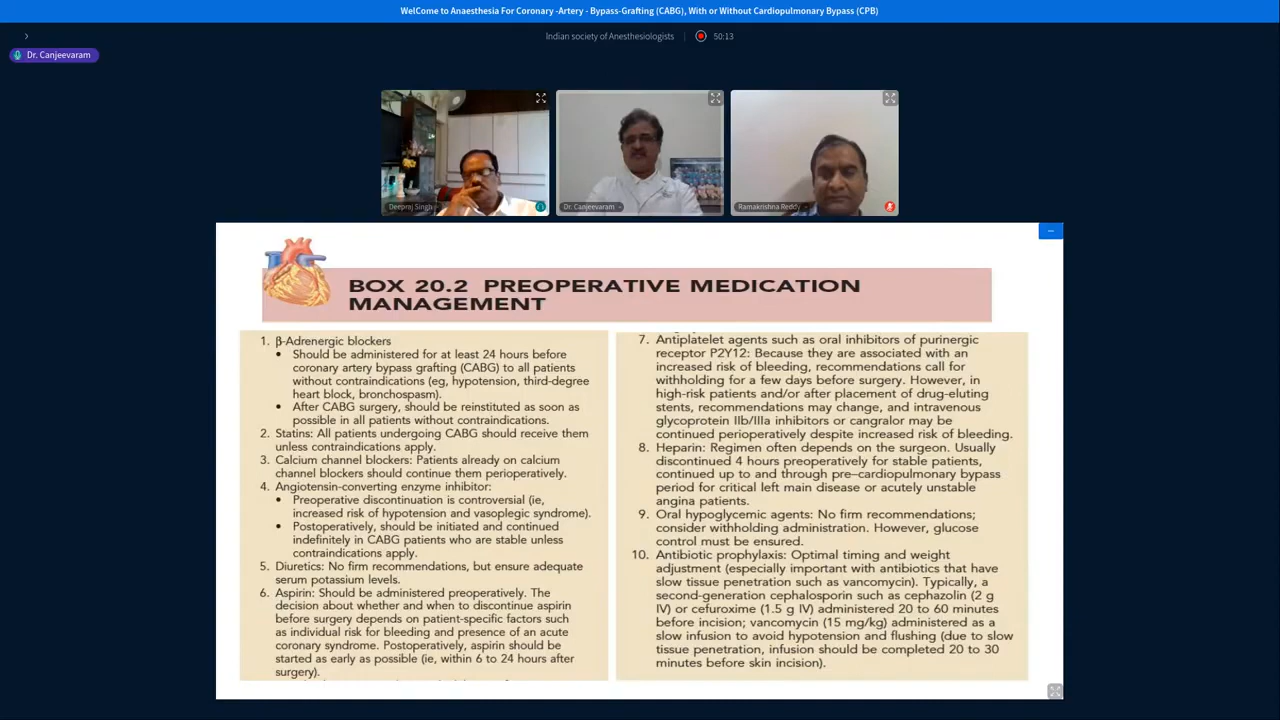 WelCome to Anaesthesia For Coronary -Artery - Bypass-Grafting (CABG), With or Without Cardiopulmonary Bypass (CPB)
Indian society of Anesthesiologists
50:13
Dr. Canjeevaram
Deepraj Singh
Dr. Canjeevaram
Ramakrishna Reddy
BOX 20.2 PREOPERATIVE MEDICATION
MANAGEMENT
1. β-Adrenergic blockers
• Should be administered for at least 24 hours before
coronary artery bypass grafting (CABG) to all patients
without contraindications (eg, hypotension, third-degree
heart block, bronchospasm).
• After CABG surgery, should be reinstituted as soon as
possible in all patients without contraindications.
2. Statins: All patients undergoing CABG should receive them
unless contraindications apply.
3. Calcium channel blockers: Patients already on calcium
channel blockers should continue them perioperatively.
4. Angiotensin-converting enzyme inhibitor:
• Preoperative discontinuation is controversial (ie,
increased risk of hypotension and vasoplegic syndrome).
• Postoperatively, should be initiated and continued
indefinitely in CABG patients who are stable unless
contraindications apply.
5. Diuretics: No firm recommendations, but ensure adequate
serum potassium levels.
6. Aspirin: Should be administered preoperatively. The
decision about whether and when to discontinue aspirin
before surgery depends on patient-specific factors such
as individual risk for bleeding and presence of an acute
coronary syndrome. Postoperatively, aspirin should be
started as early as possible (ie, within 6 to 24 hours after
surgery).
7. Antiplatelet agents such as oral inhibitors of purinergic
receptor P2Y12: Because they are associated with an
increased risk of bleeding, recommendations call for
withholding for a few days before surgery. However, in
high-risk patients and/or after placement of drug-eluting
stents, recommendations may change, and intravenous
glycoprotein IIb/IIIa inhibitors or cangralor may be
continued perioperatively despite increased risk of bleeding.
8. Heparin: Regimen often depends on the surgeon. Usually
discontinued 4 hours preoperatively for stable patients,
continued up to and through pre–cardiopulmonary bypass
period for critical left main disease or acutely unstable
angina patients.
9. Oral hypoglycemic agents: No firm recommendations;
consider withholding administration. However, glucose
control must be ensured.
10. Antibiotic prophylaxis: Optimal timing and weight
adjustment (especially important with antibiotics that have
slow tissue penetration such as vancomycin). Typically, a
second-generation cephalosporin such as cephazolin (2 g
IV) or cefuroxime (1.5 g IV) administered 20 to 60 minutes
before incision; vancomycin (15 mg/kg) administered as a
slow infusion to avoid hypotension and flushing (due to slow
tissue penetration, infusion should be completed 20 to 30
minutes before skin incision).